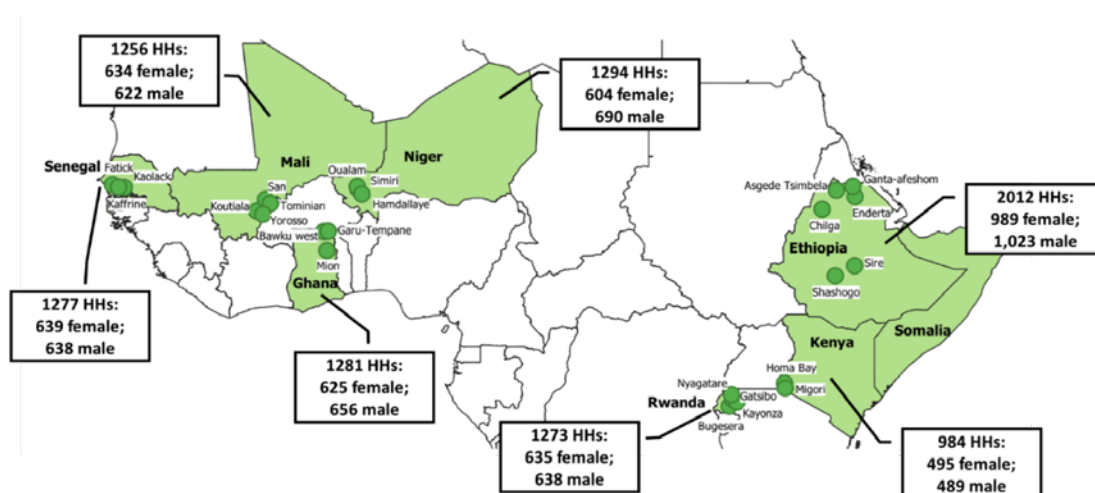 1256 HHs:
634 female;
622 male
1294 HHs:
604 female;
690 male
Senegal
Fatick
Kaolack
Kaffrine
Mali
Niger
Oualam
Simiri
Hamdallaye
San
Koutiala
Tominian
Yorosso
Bawku west
Garu-Tempane
Mion
Ghana
Asgede Tsimbela
Ganta-afeshom
Enderta
Chilga
Ethiopia
Sire
Shashogo
2012 HHs:
989 female;
1,023 male
1277 HHs:
639 female;
638 male
1281 HHs:
625 female;
656 male
Kenya
Somalia
Homa Bay
Migori
Nyagatare
Gatsibo
Rwanda
Kayonza
Bugesera
1273 HHs:
635 female;
638 male
984 HHs:
495 female;
489 male